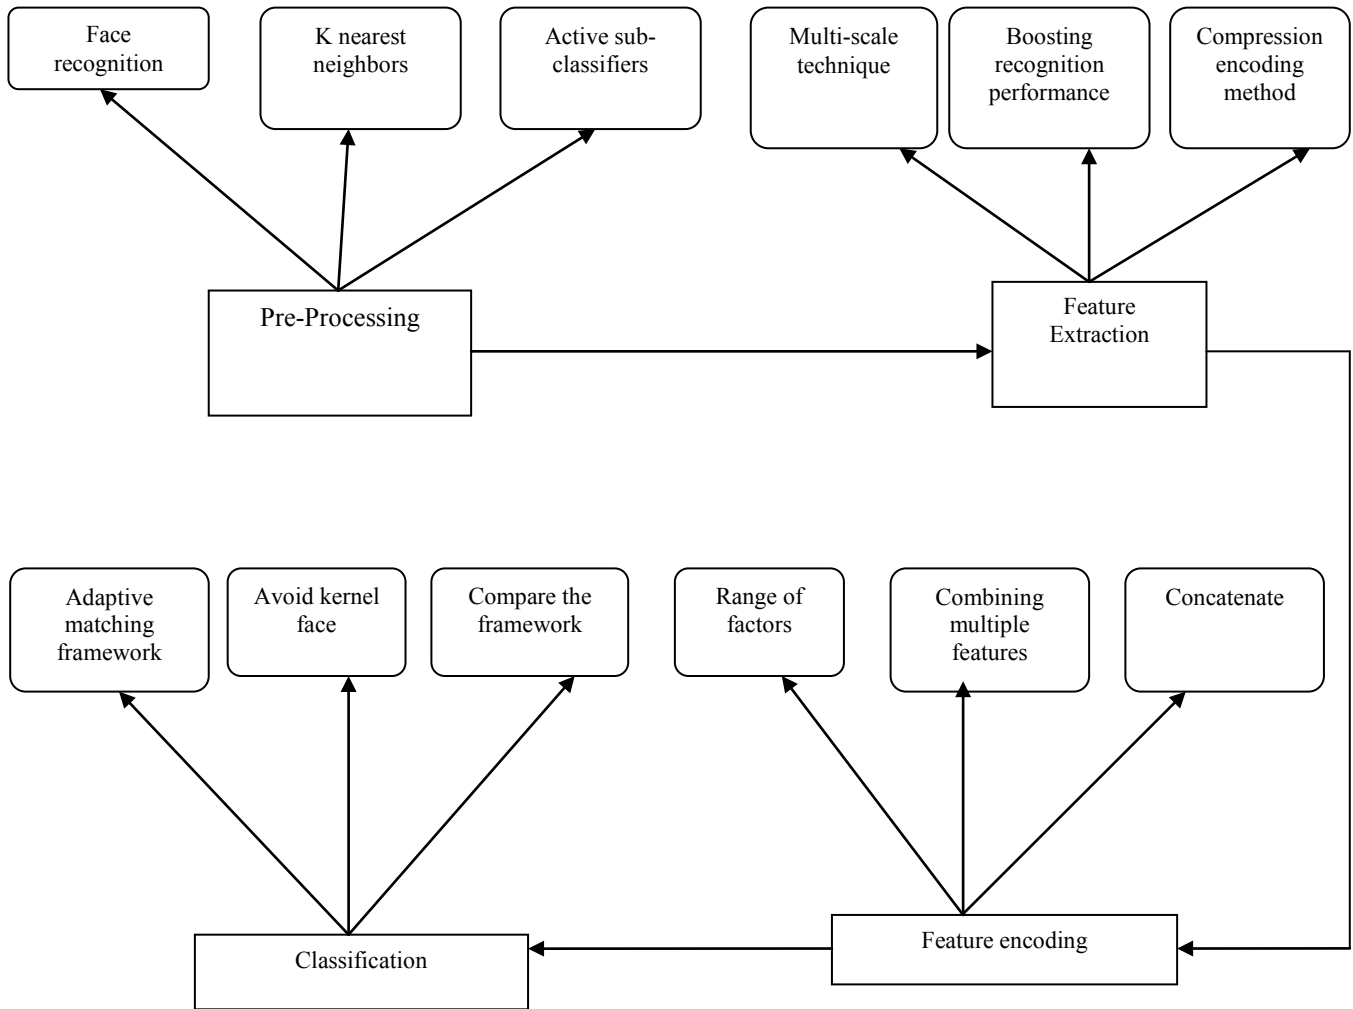 Face
recognition
K nearest
neighbors
Active sub-
classifiers
Multi-scale
technique
Boosting
recognition
performance
Compression
encoding
method
Pre-Processing
Feature
Extraction
Adaptive
matching
framework
Avoid kernel
face
Compare the
framework
Range of
factors
Combining
multiple
features
Concatenate
Classification
Feature encoding